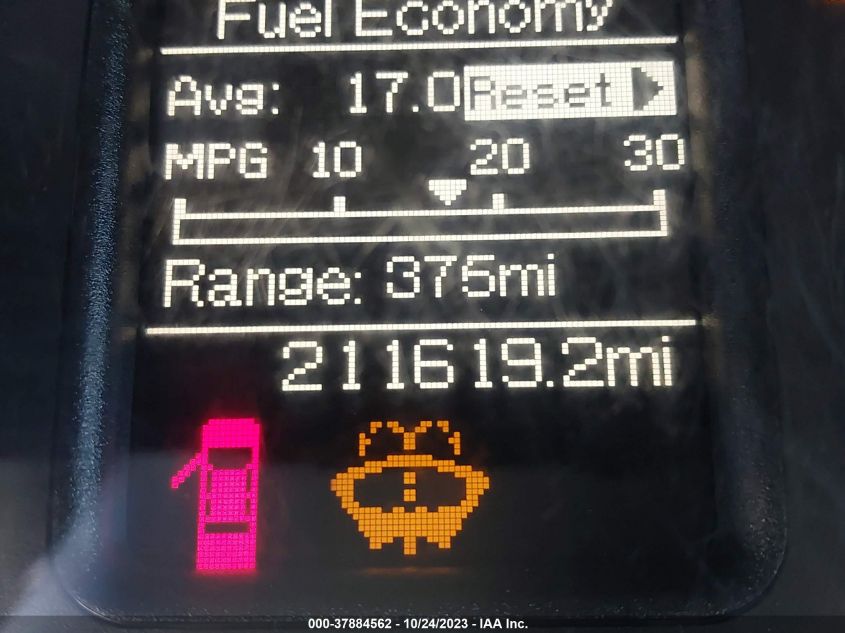 Fuel Economy
Avg: 17.0 Reset
MPG 10 20 30
Range: 376mi
211619.2mi
000-37884562 - 10/24/2023 - IAA Inc.